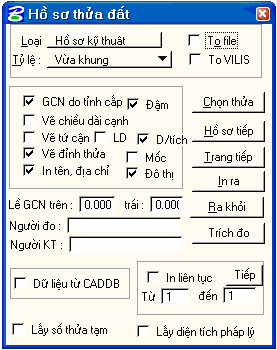 Hồ sơ thửa đất
Loại Hồ sơ kỹ thuật To file
Tỷ lệ : Vừa khung To VILIS
GCN do tỉnh cấp Đậm Chọn thửa
Vẽ chiều dài cạnh
Vẽ tứ cận LD D/tích Hồ sơ tiếp
Vẽ đỉnh thửa Mốc Trang tiếp
In tên, địa chỉ Đô thị In ra
Lề GCN trên : 0.000 trái : 0.00 Ra khỏi
Người đo : Trích đo
Người KT :
Dữ liệu từ CADDB In liên tục Tiếp
Từ 1 đến 1
Lấy số thửa tạm Lấy diện tích pháp lý